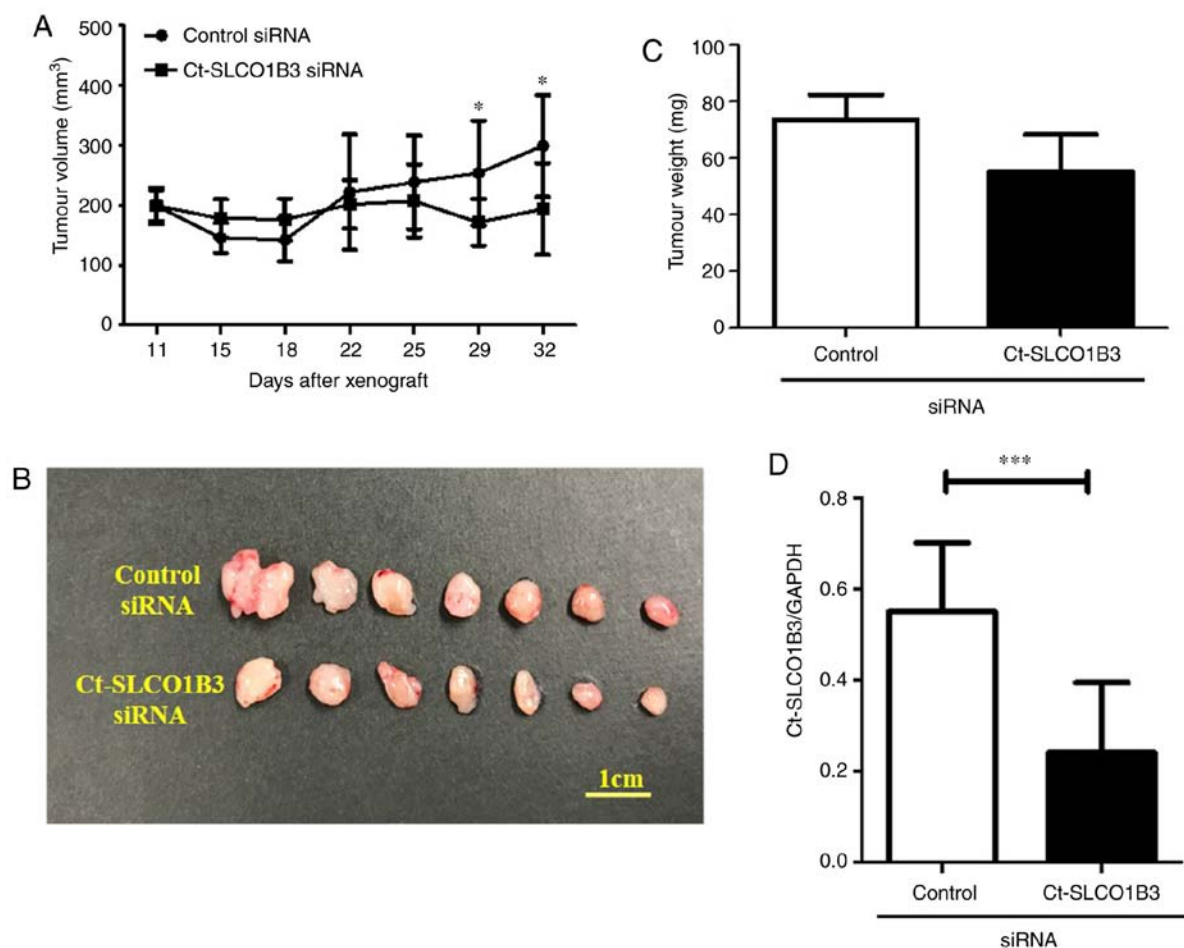 A
Control siRNA
Ct-SLCO1B3 siRNA
Tumour volume (mm³)
500
400
300
200
100
0
*
*
11 15 18 22 25 29 32
Days after xenograft
B
Control
siRNA
Ct-SLCO1B3
siRNA
1cm
C
Tumour weight (mg)
100
80
60
40
20
0
Control Ct-SLCO1B3
siRNA
D
***
Ct-SLCO1B3/GAPDH
0.8
0.6
0.4
0.2
0.0
Control Ct-SLCO1B3
siRNA